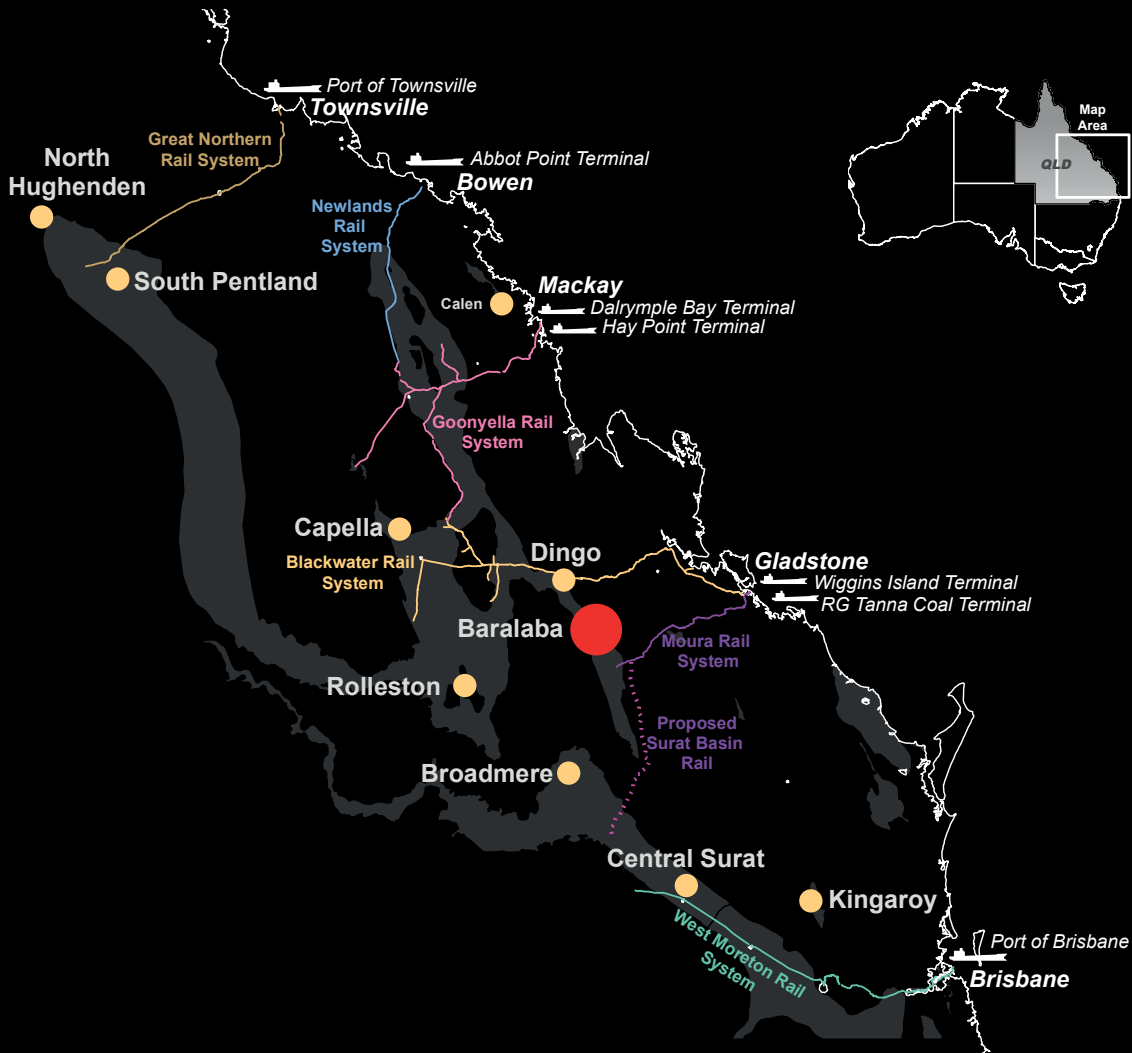 Port of Townsville
Townsville
Great Northern
Rail System
North
Hughenden
Abbot Point Terminal
Bowen
Map
Area
QLD
Newlands
Rail
System
South Pentland
Calen
Mackay
Dalrymple Bay Terminal
Hay Point Terminal
Goonyella Rail
System
Capella
Blackwater Rail
System
Dingo
Gladstone
Wiggins Island Terminal
RG Tanna Coal Terminal
Baralaba
Moura Rail
System
Rolleston
Proposed
Surat Basin
Rail
Broadmere
Central Surat
Kingaroy
West Moreton Rail
System
Port of Brisbane
Brisbane